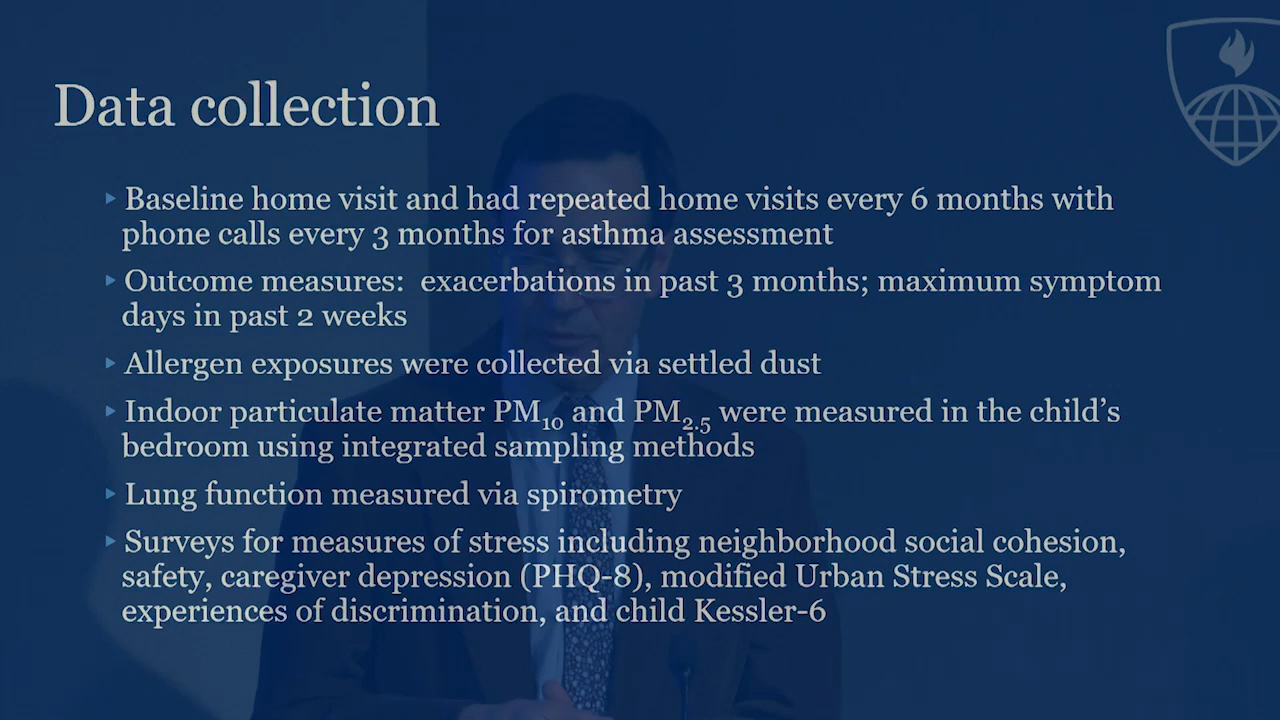 Data collection
Baseline home visit and had repeated home visits every 6 months with
phone calls every 3 months for asthma assessment
Outcome measures:  exacerbations in past 3 months; maximum symptom
days in past 2 weeks
Allergen exposures were collected via settled dust
Indoor particulate matter PM10 and PM2.5 were measured in the child’s
bedroom using integrated sampling methods
Lung function measured via spirometry
Surveys for measures of stress including neighborhood social cohesion,
safety, caregiver depression (PHQ-8), modified Urban Stress Scale,
experiences of discrimination, and child Kessler-6